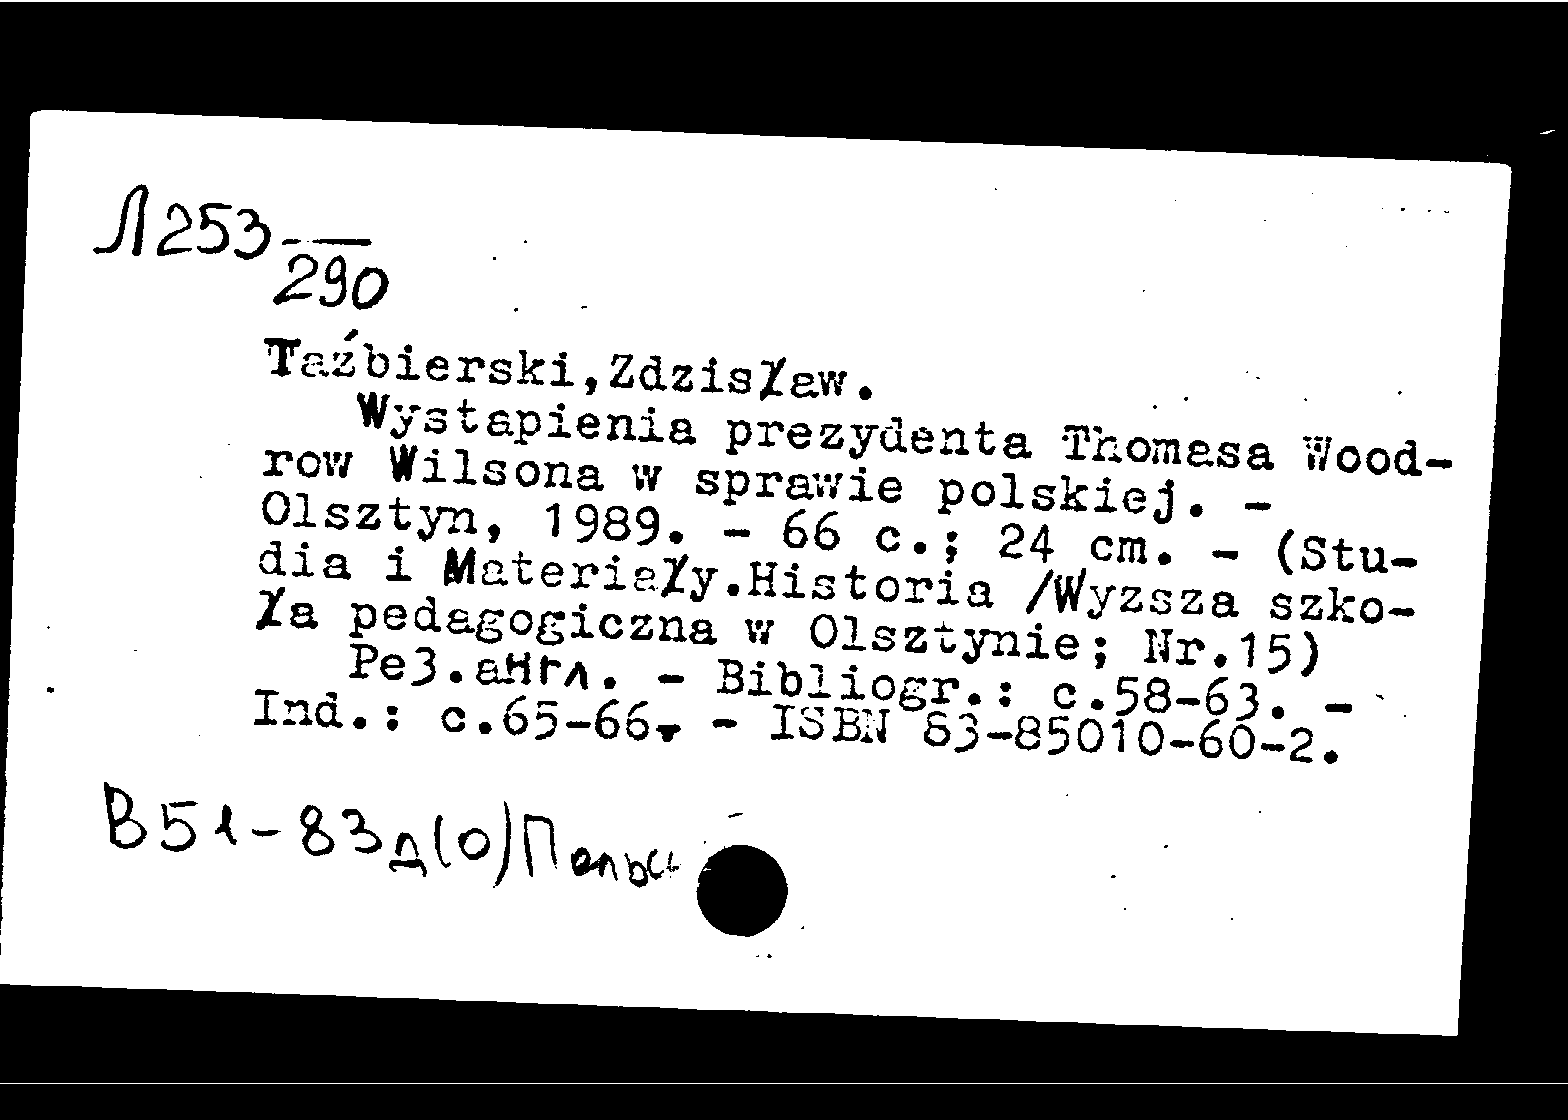 Л253
290
Taźbierski,Zdzisław.
Wystapienia prezydenta Thomasa Wood-
row Wilsona w sprawie polskiej. -
Olsztyn, 1989. - 66 с.; 24 cm. - (Stu-
dia i Materiały.Historia /Wyzsza szko-
ła pedagogiczna w Olsztynie; Nr.15)
Рез.англ. - Bibliogr.: с.58-63. -
Ind.: с.65-66. - ISBN 83-85010-60-2.
В51-83д(0)Польск